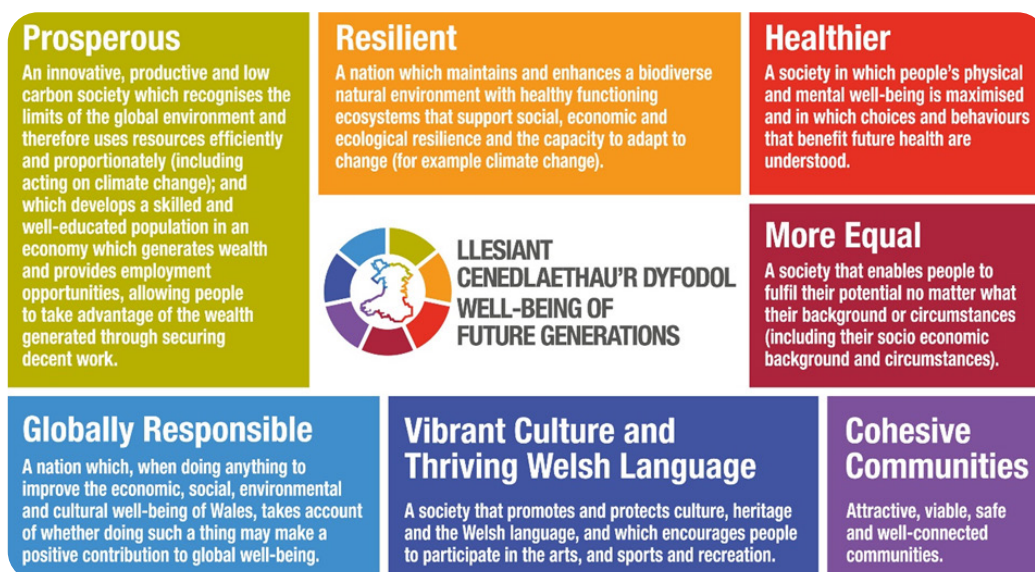 Prosperous
An innovative, productive and low
carbon society which recognises the
limits of the global environment and
therefore uses resources efficiently
and proportionately (including
acting on climate change); and
which develops a skilled and
well-educated population in an
economy which generates wealth
and provides employment
opportunities, allowing people
to take advantage of the wealth
generated through securing
decent work.
Resilient
A nation which maintains and enhances a biodiverse
natural environment with healthy functioning
ecosystems that support social, economic and
ecological resilience and the capacity to adapt to
change (for example climate change).
Healthier
A society in which people's physical
and mental well-being is maximised
and in which choices and behaviours
that benefit future health are
understood.
LLESIANT
CENEDLAETHAU'R DYFODOL
WELL-BEING OF
FUTURE GENERATIONS
More Equal
A society that enables people to
fulfil their potential no matter what
their background or circumstances
(including their socio economic
background and circumstances).
Globally Responsible
A nation which, when doing anything to
improve the economic, social, environmental
and cultural well-being of Wales, takes account
of whether doing such a thing may make a
positive contribution to global well-being.
Vibrant Culture and
Thriving Welsh Language
A society that promotes and protects culture, heritage
and the Welsh language, and which encourages people
to participate in the arts, and sports and recreation.
Cohesive
Communities
Attractive, viable, safe
and well-connected
communities.